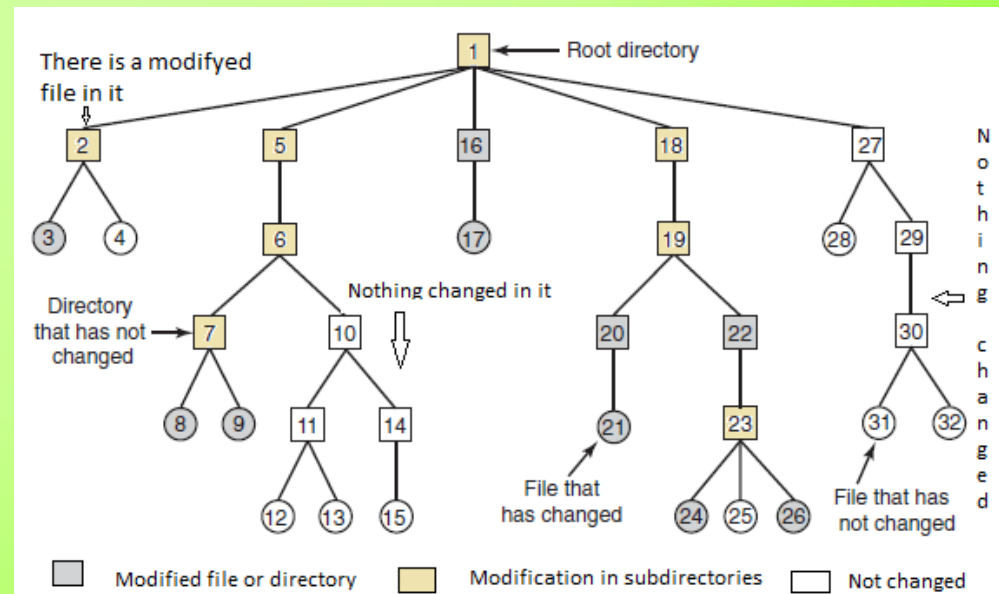 1
Root directory
There is a modifyed
file in it
2
5
16
18
27
3
4
6
17
19
28
29
Nothing changed
Nothing changed in it
Directory
that has not
changed
7
10
20
22
30
8
9
11
14
21
23
31
32
File that
has changed
File that has
not changed
12
13
15
24
25
26
Modified file or directory
Modification in subdirectories
Not changed